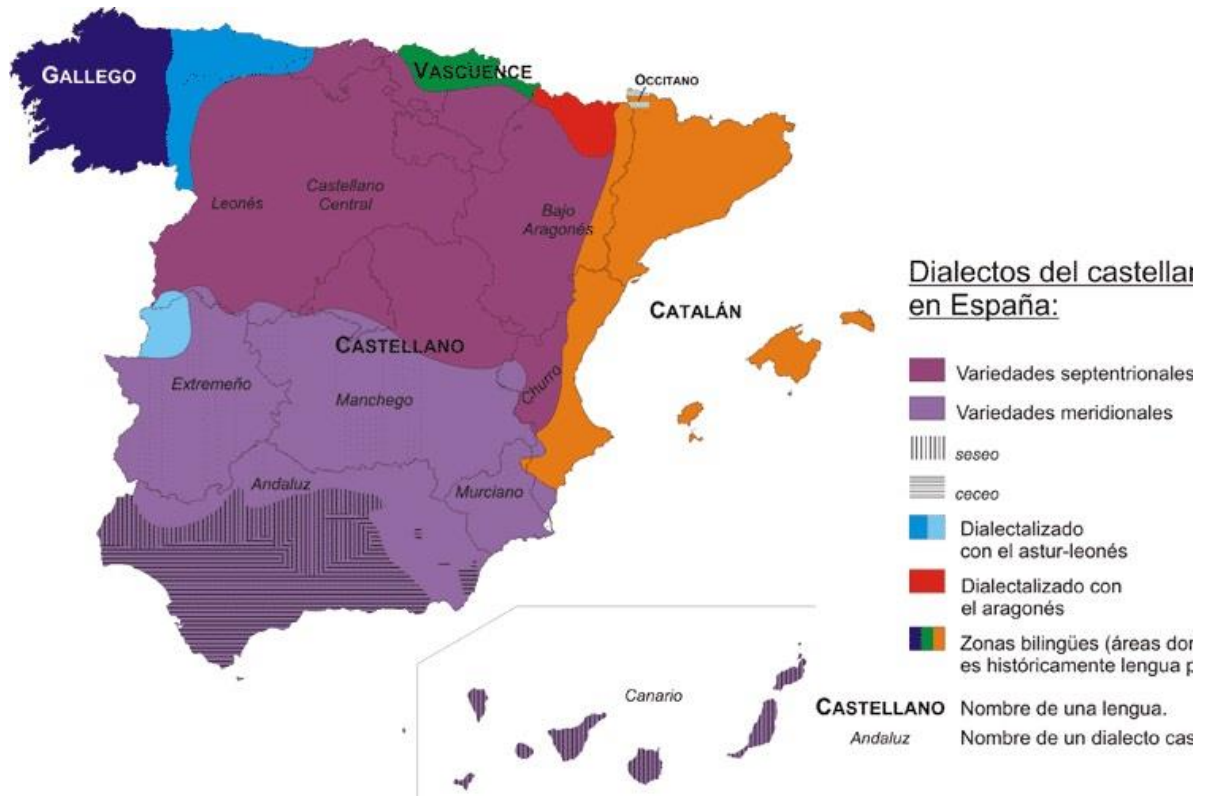 GALLEGO
VASCUENCE
OCCITANO
Leonés
Castellano
Central
Bajo
Aragonés
CATALÁN
CASTELLANO
Churro
Extremeño
Manchego
Andaluz
Murciano
Canario
Dialectos del castellan
en España:
Variedades septentrionales
Variedades meridionales
seseo
ceceo
Dialectalizado
con el astur-leonés
Dialectalizado con
el aragonés
Zonas bilingües (áreas don
es históricamente lengua p
CASTELLANO Nombre de una lengua.
Andaluz Nombre de un dialecto cas